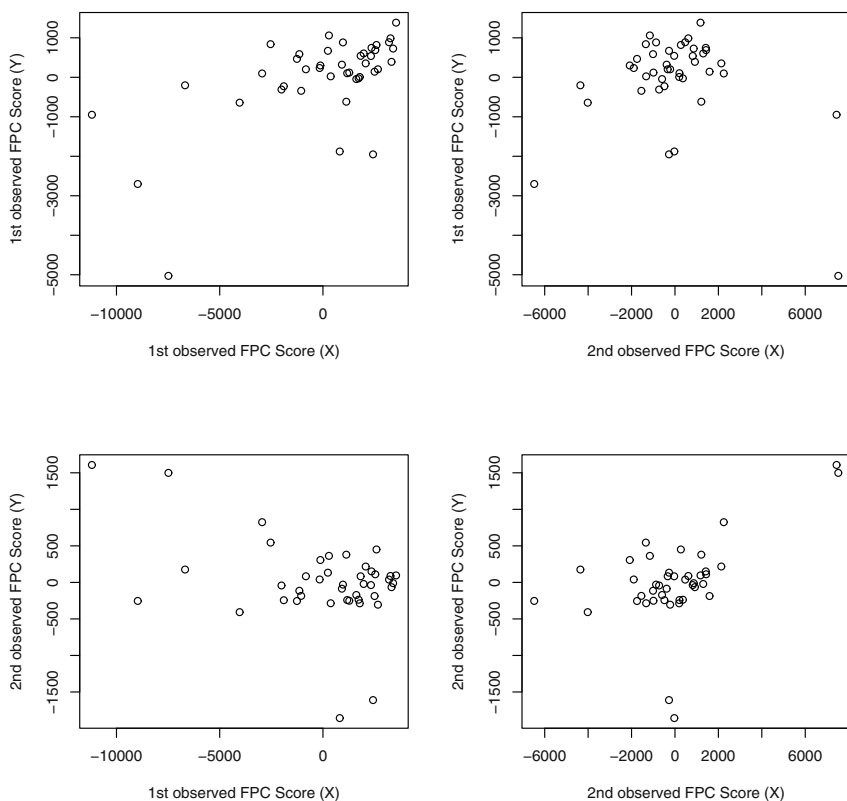 1000
−1000
−3000
−5000
1st observed FPC Score (Y)
−10000 −5000 0
1st observed FPC Score (X)
1000
−1000
−3000
−5000
1st observed FPC Score (Y)
−6000 −2000 0 2000 6000
2nd observed FPC Score (X)
1500
500
0
−500
−1500
2nd observed FPC Score (Y)
−10000 −5000 0
1st observed FPC Score (X)
1500
500
0
−500
−1500
2nd observed FPC Score (Y)
−6000 −2000 0 2000 6000
2nd observed FPC Score (X)